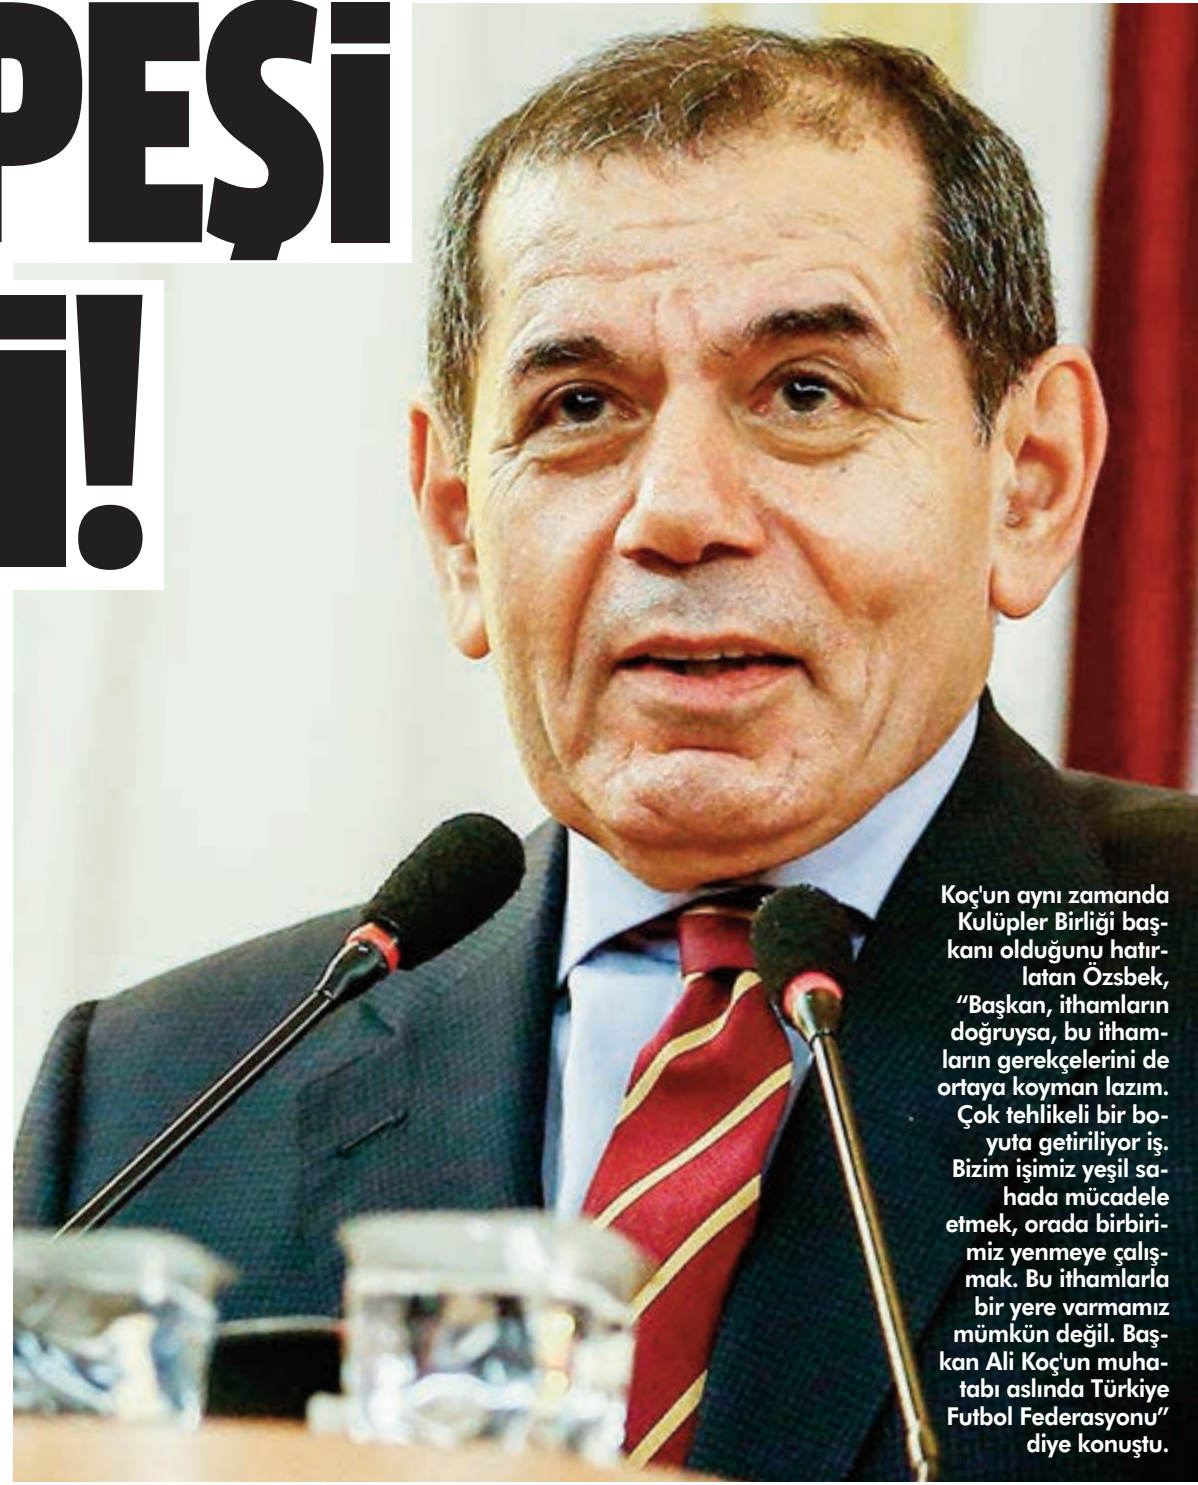 PEŞİ
İ!
Koç'un aynı zamanda
Kulüpler Birliği baş-
kanı olduğunu hatır-
latan Özsbek,
“Başkan, ithamların
doğruysa, bu itham-
ların gerekçelerini de
ortaya koyman lazım.
Çok tehlikeli bir bo-
yuta getiriliyor iş.
Bizim işimiz yeşil sa-
hada mücadele
etmek, orada birbiri-
miz yenmeye çalış-
mak. Bu ithamlarla
bir yere varmamız
mümkün değil. Baş-
kan Ali Koç'un muha-
tabı aslında Türkiye
Futbol Federasyonu”
diye konuştu.